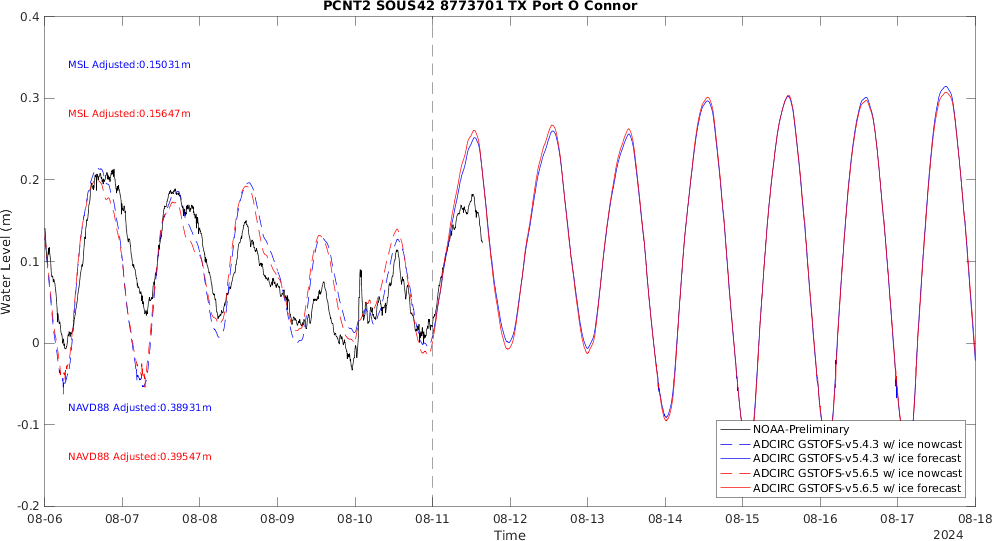 PCNT2 SOUS42 8773701 TX Port O Connor
0.4
0.3
0.2
0.1
0
-0.1
-0.2
Water Level (m)
MSL Adjusted:0.15031m
MSL Adjusted:0.15647m
NAVD88 Adjusted:0.38931m
NAVD88 Adjusted:0.39547m
NOAA-Preliminary
ADCIRC GSTOFS-v5.4.3 w/ ice nowcast
ADCIRC GSTOFS-v5.4.3 w/ ice forecast
ADCIRC GSTOFS-v5.6.5 w/ ice nowcast
ADCIRC GSTOFS-v5.6.5 w/ ice forecast
08-06 08-07 08-08 08-09 08-10 08-11 08-12 08-13 08-14 08-15 08-16 08-17 08-18
Time
2024